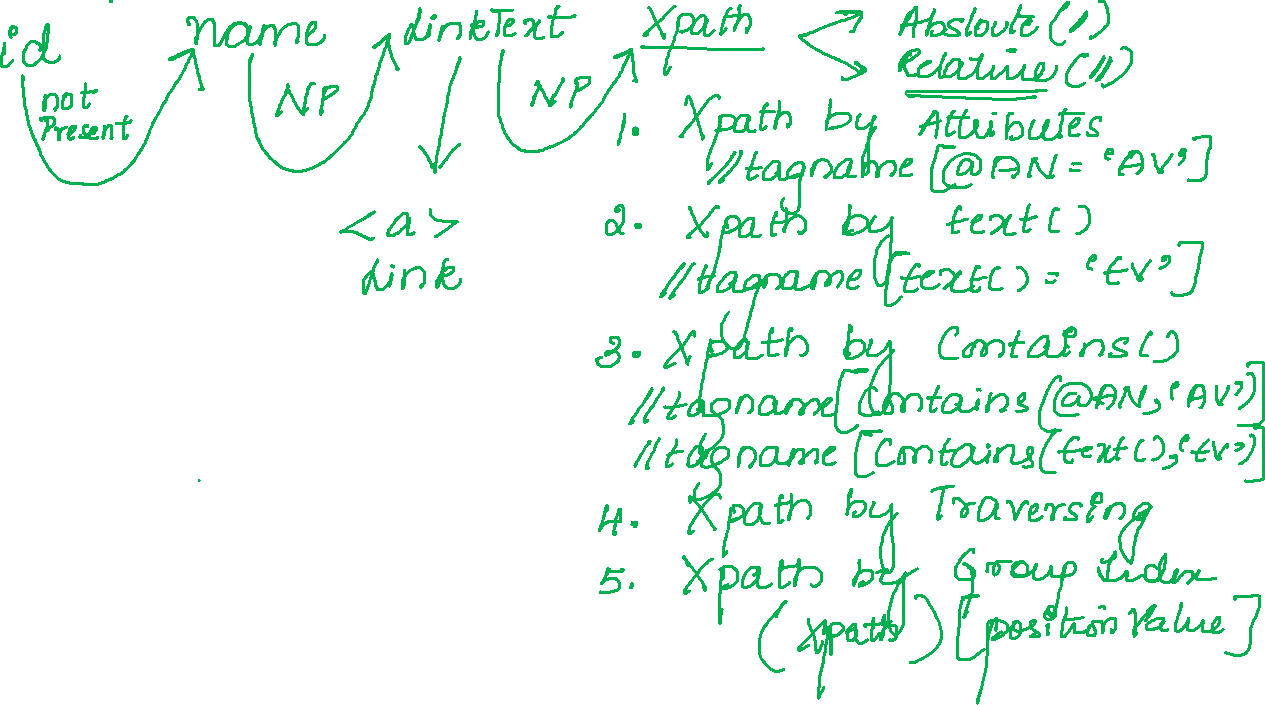 id
name
LinkText
Xpath
Absloute (/)
Relative (//)
not
Present
NP
NP
<a>
Link
1. Xpath by Attributes
//tagname [@AN = 'AV']
2. Xpath by text()
//tagname [text() = 'tv']
3. Xpath by Contains()
//tagname [Contains (@AN, 'AV')]
//tagname [Contains(text(), 'tv')]
4. Xpath by Traversing
5. Xpath by Group Index
(Xpath) [position Value]